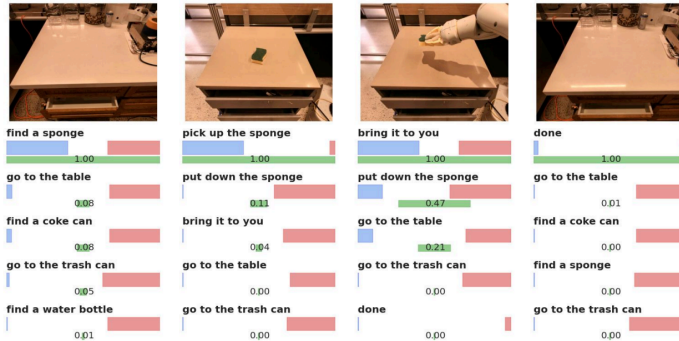 find a sponge
1.00
go to the table
0.08
find a coke can
0.08
go to the trash can
0.05
find a water bottle
0.01
pick up the sponge
1.00
put down the sponge
0.11
bring it to you
0.04
go to the table
0.00
go to the trash can
0.00
bring it to you
1.00
put down the sponge
0.47
go to the table
0.21
go to the trash can
0.00
done
0.00
done
1.00
go to the table
0.01
find a coke can
0.00
find a sponge
0.00
go to the trash can
0.00